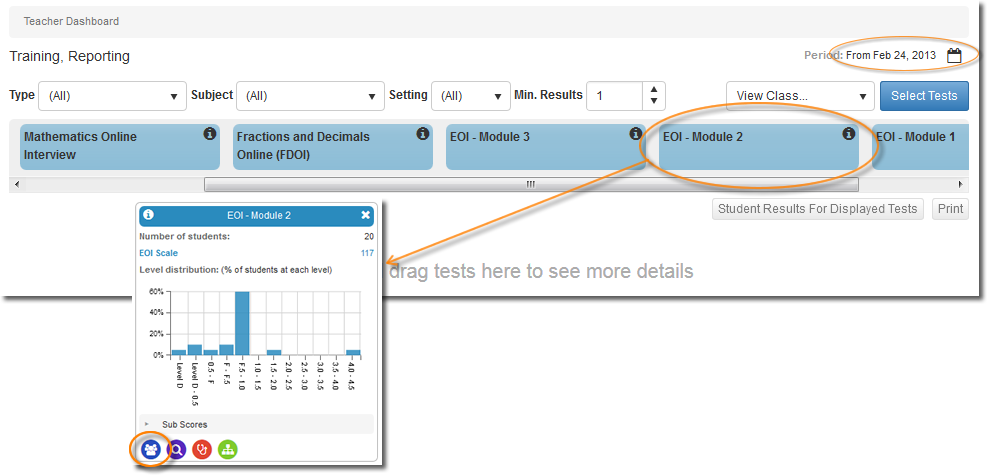 Teacher Dashboard
Training, Reporting
Period: From Feb 24, 2013
Type (All) Subject (All) Setting (All) Min. Results 1 View Class... Select Tests
Mathematics Online Interview
Fractions and Decimals Online (FDOI)
EOI - Module 3
EOI - Module 2
EOI - Module 1
Student Results For Displayed Tests Print
drag tests here to see more details
EOI - Module 2
Number of students: 20
EOI Scale 117
Level distribution: (% of students at each level)
60%
40%
20%
0%
Level D
Level D - 0.5
0.5 - F
F - F.5
F.5 - 1.0
1.0 - 1.5
1.5 - 2.0
2.0 - 2.5
2.5 - 3.0
3.0 - 3.5
3.5 - 4.0
4.0 - 4.5
Sub Scores